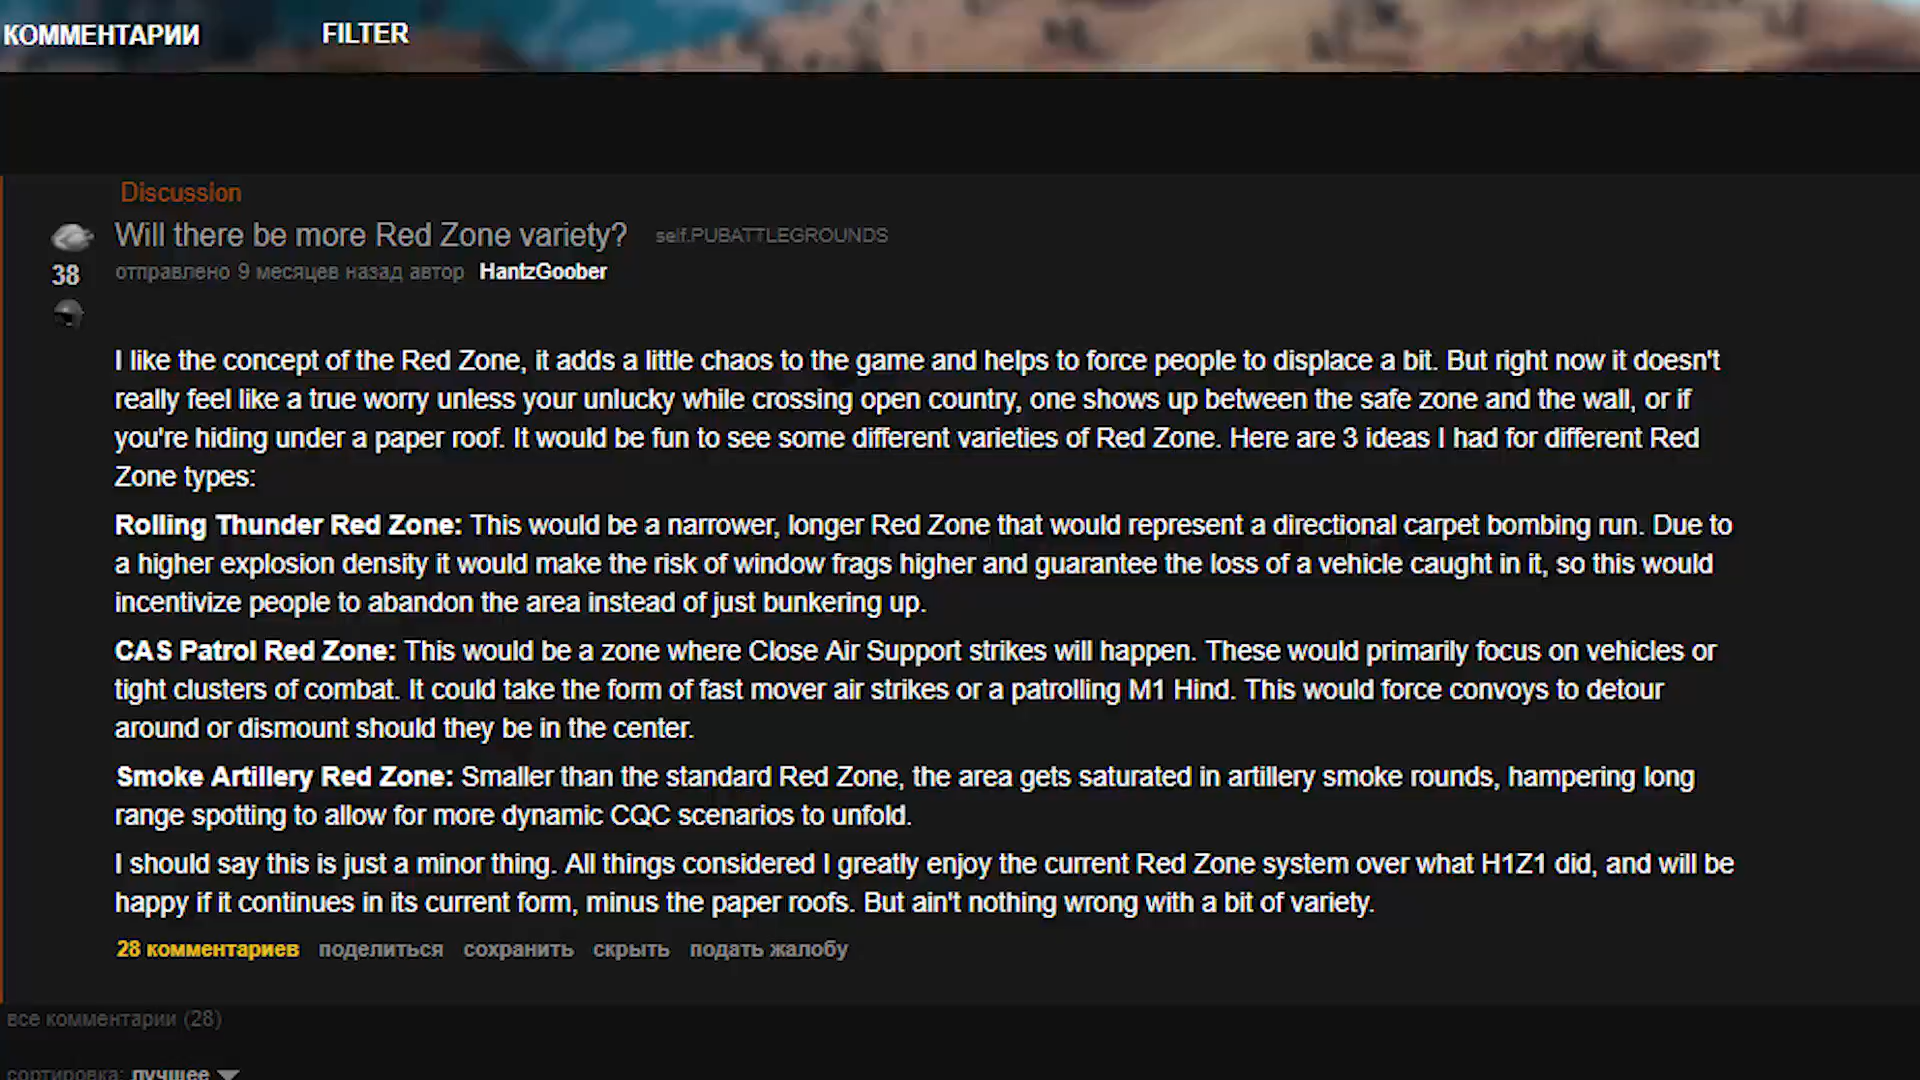 КОММЕНТАРИИ FILTER
Discussion
Will there be more Red Zone variety? self.PUBATTLEGROUNDS
38 отправлено 9 месяцев назад автор HantzGoober
I like the concept of the Red Zone, it adds a little chaos to the game and helps to force people to displace a bit. But right now it doesn't
really feel like a true worry unless your unlucky while crossing open country, one shows up between the safe zone and the wall, or if
you're hiding under a paper roof. It would be fun to see some different varieties of Red Zone. Here are 3 ideas I had for different Red
Zone types:
Rolling Thunder Red Zone: This would be a narrower, longer Red Zone that would represent a directional carpet bombing run. Due to
a higher explosion density it would make the risk of window frags higher and guarantee the loss of a vehicle caught in it, so this would
incentivize people to abandon the area instead of just bunkering up.
CAS Patrol Red Zone: This would be a zone where Close Air Support strikes will happen. These would primarily focus on vehicles or
tight clusters of combat. It could take the form of fast mover air strikes or a patrolling M1 Hind. This would force convoys to detour
around or dismount should they be in the center.
Smoke Artillery Red Zone: Smaller than the standard Red Zone, the area gets saturated in artillery smoke rounds, hampering long
range spotting to allow for more dynamic CQC scenarios to unfold.
I should say this is just a minor thing. All things considered I greatly enjoy the current Red Zone system over what H1Z1 did, and will be
happy if it continues in its current form, minus the paper roofs. But ain't nothing wrong with a bit of variety.
28 комментариев поделиться сохранить скрыть подать жалобу
все комментарии (28)
сортировка: лучшее